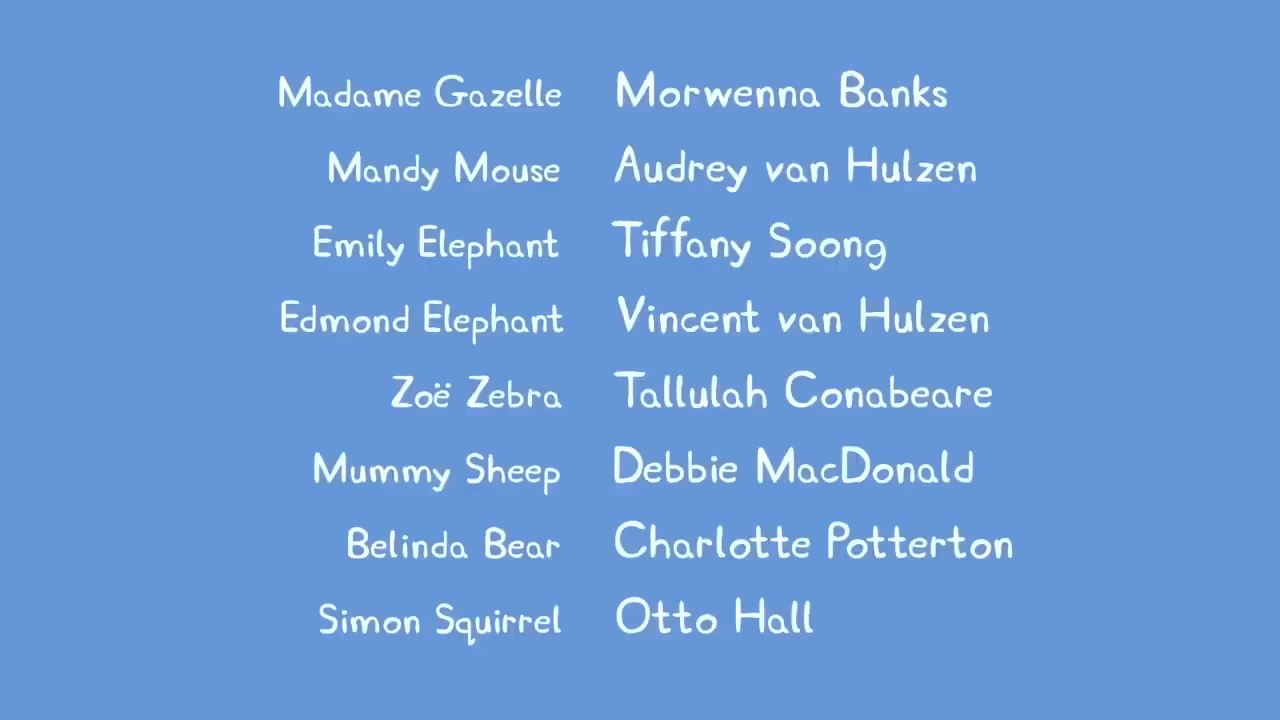 Madame Gazelle Morwenna Banks
Mandy Mouse Audrey van Hulzen
Emily Elephant Tiffany Soong
Edmond Elephant Vincent van Hulzen
Zoë Zebra Tallulah Conabeare
Mummy Sheep Debbie MacDonald
Belinda Bear Charlotte Potterton
Simon Squirrel Otto Hall